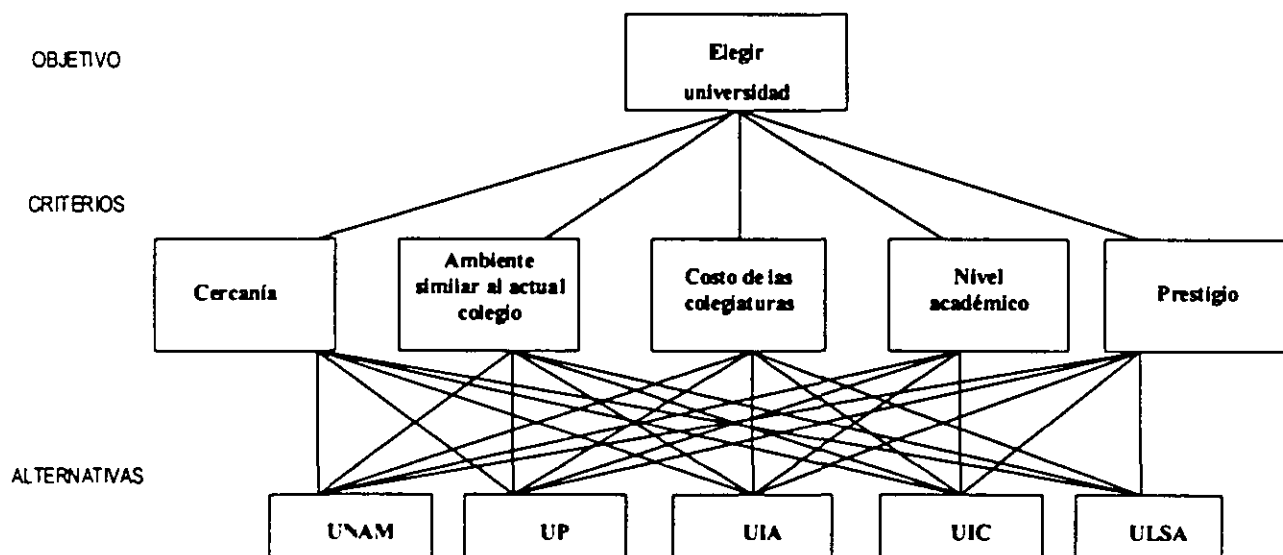 OBJETIVO
Elegir
universidad
CRITERIOS
Cercanía
Ambiente
similar al actual
colegio
Costo de las
colegiaturas
Nivel
académico
Prestigio
ALTERNATIVAS
UNAM
UP
UIA
UIC
ULSA